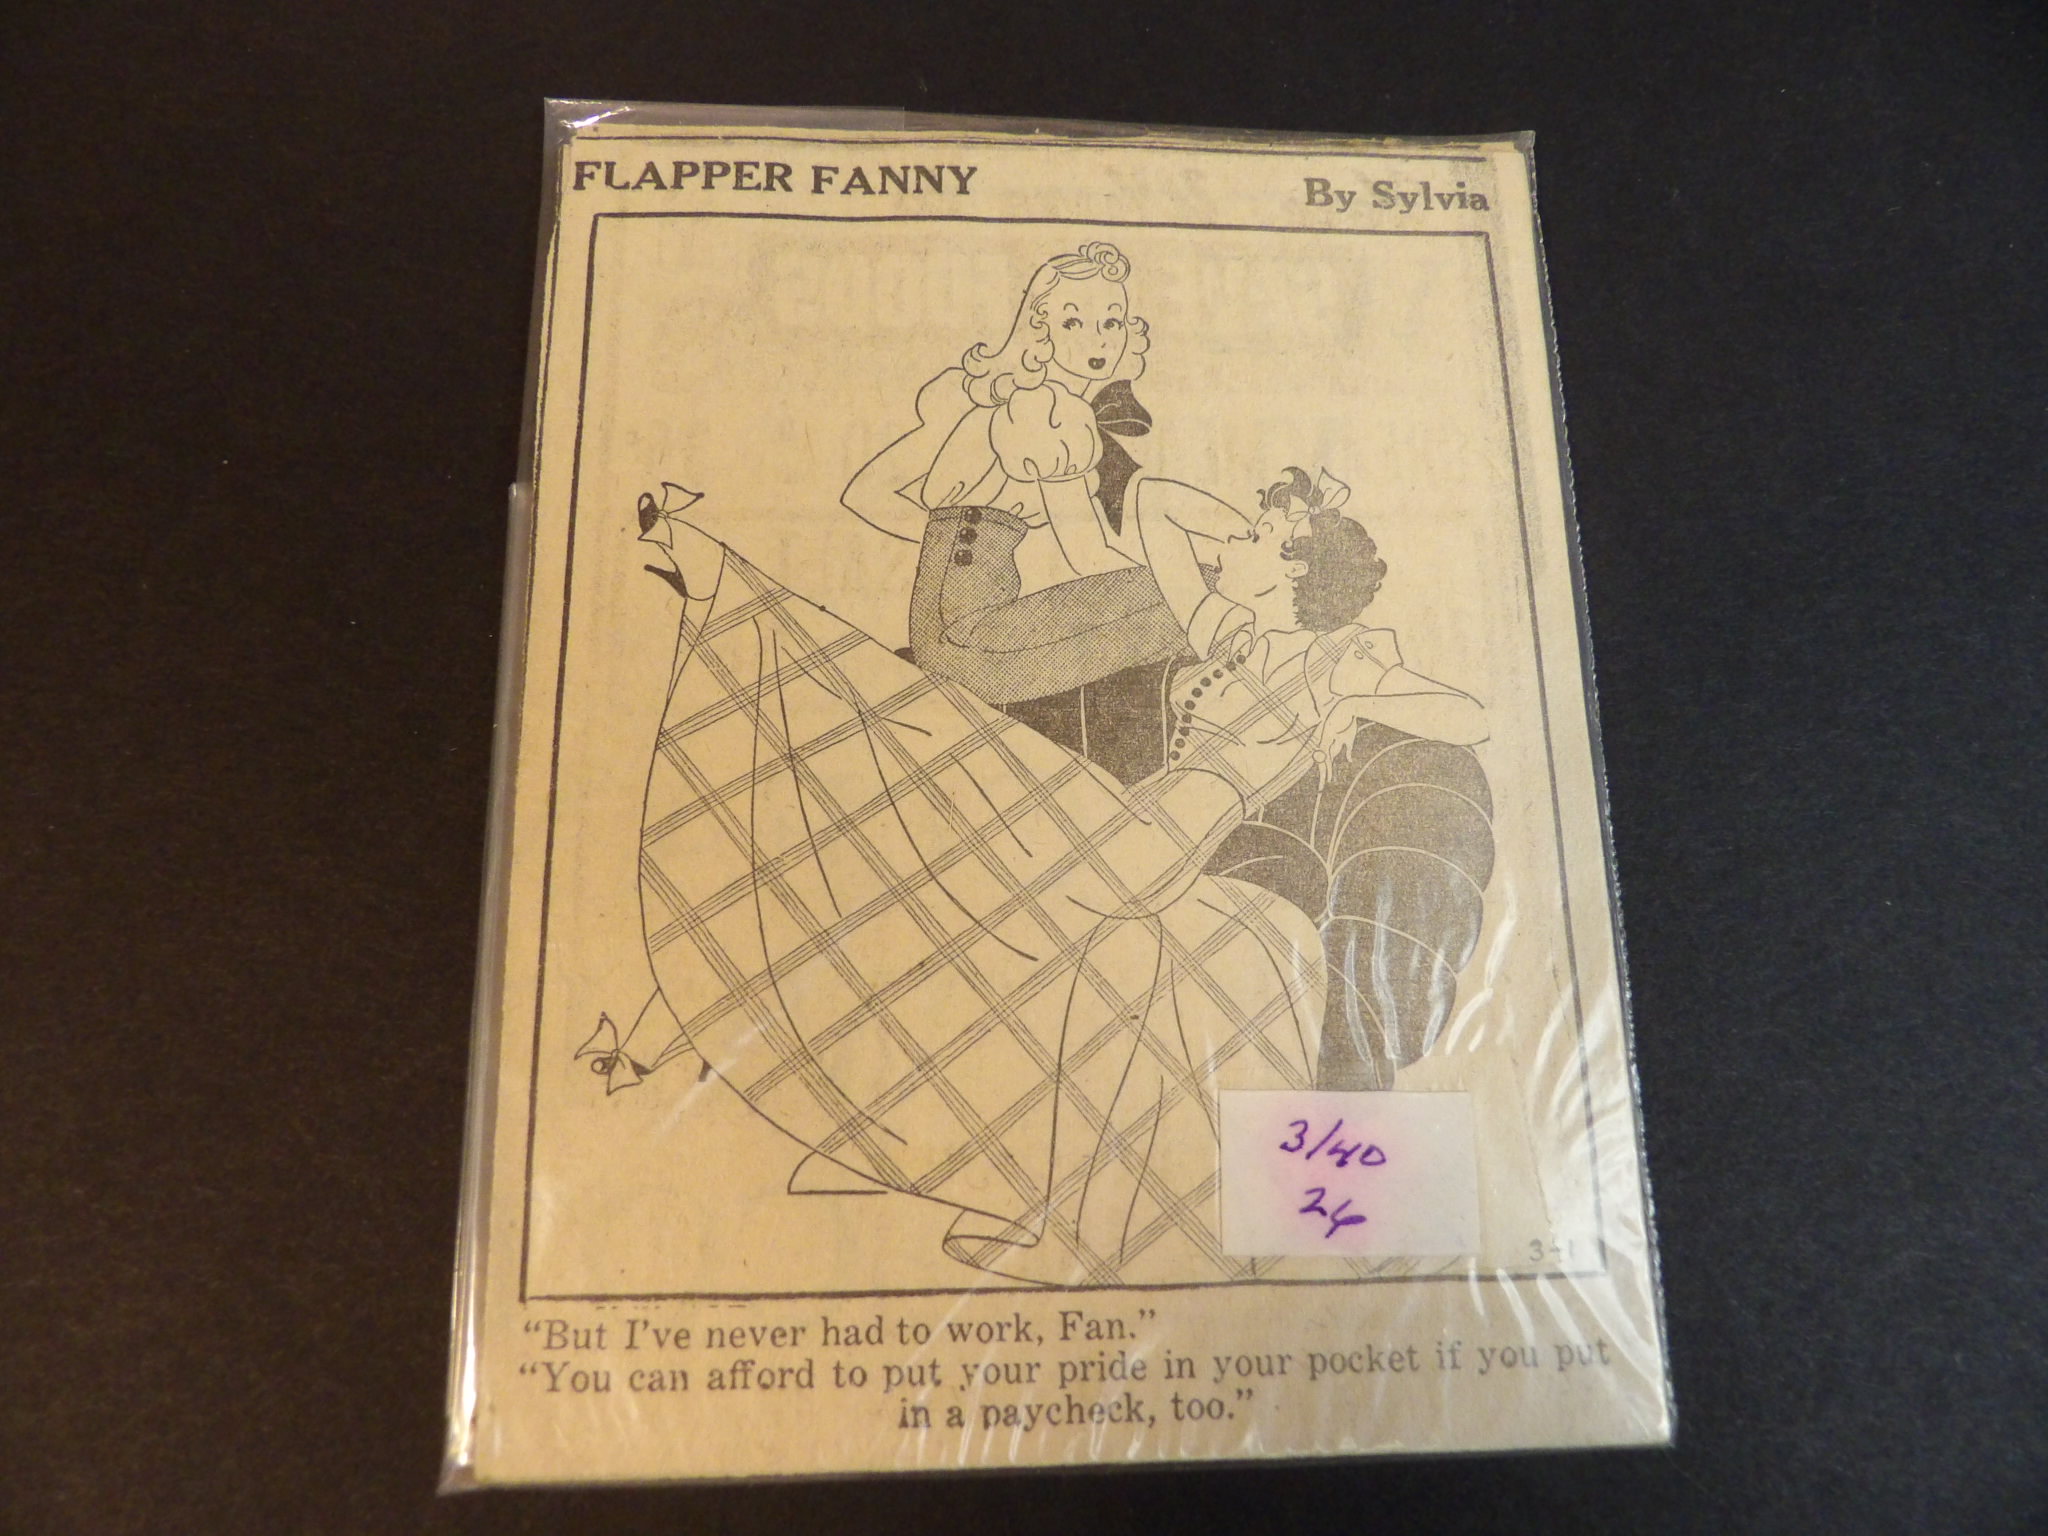 FLAPPER FANNY
By Sylvia
3/40
26
3-1
"But I've never had to work, Fan."
"You can afford to put your pride in your pocket if you put
in a paycheck, too."